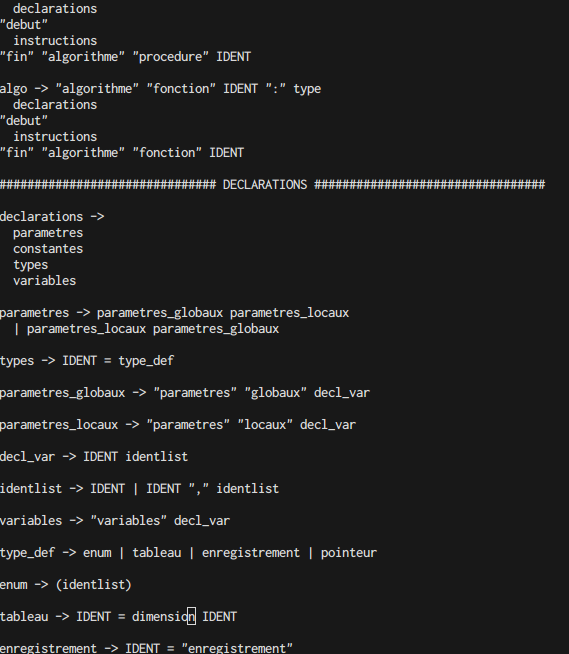 declarations
"debut"
instructions
"fin" "algorithme" "procedure" IDENT
algo -> "algorithme" "fonction" IDENT ":" type
declarations
"debut"
instructions
"fin" "algorithme" "fonction" IDENT
############################### DECLARATIONS #################################
declarations ->
parametres
constantes
types
variables
parametres -> parametres_globaux parametres_locaux
| parametres_locaux parametres_globaux
types -> IDENT = type_def
parametres_globaux -> "parametres" "globaux" decl_var
parametres_locaux -> "parametres" "locaux" decl_var
decl_var -> IDENT identlist
identlist -> IDENT | IDENT "," identlist
variables -> "variables" decl_var
type_def -> enum | tableau | enregistrement | pointeur
enum -> (identlist)
tableau -> IDENT = dimension IDENT
enregistrement -> IDENT = "enregistrement"